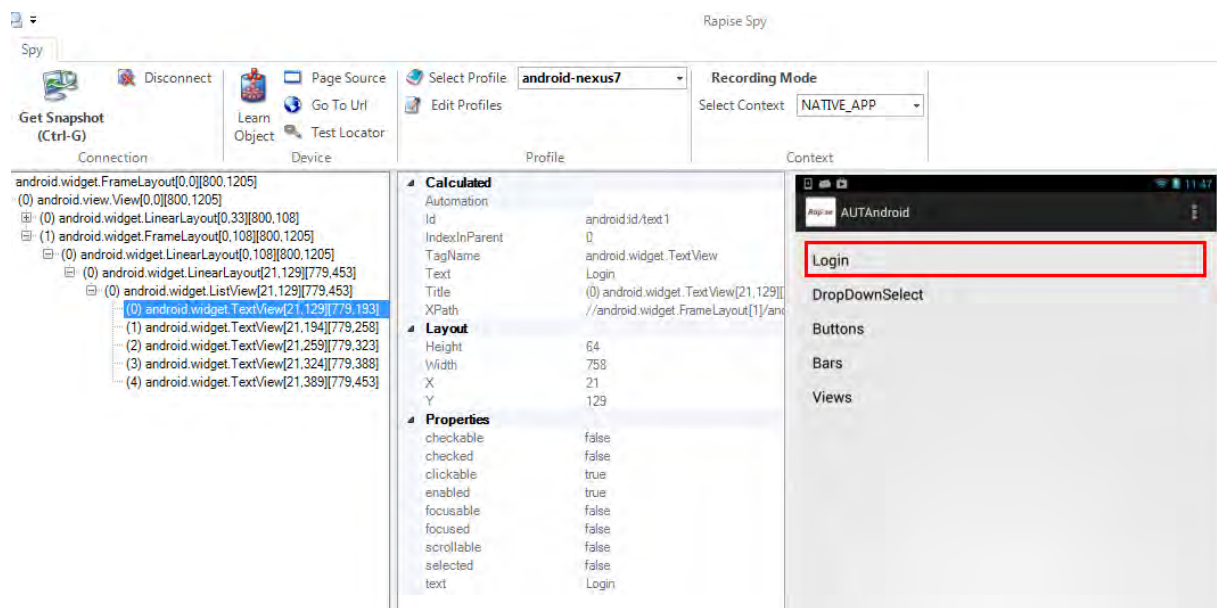 Rapise Spy
Spy
Disconnect
Get Snapshot
(Ctrl-G)
Connection
Learn
Object
Page Source
Go To Url
Test Locator
Device
Select Profile android-nexus7
Edit Profiles
Profile
Recording Mode
Select Context NATIVE_APP
Context
android.widget.FrameLayout[0,0][800,1205]
(0) android.view.View[0,0][800,1205]
(0) android.widget.LinearLayout[0,33][800,108]
(1) android.widget.FrameLayout[0,108][800,1205]
(0) android.widget.LinearLayout[0,108][800,1205]
(0) android.widget.LinearLayout[21,129][779,453]
(0) android.widget.ListView[21,129][779,453]
(0) android.widget.TextView[21,129][779,193]
(1) android.widget.TextView[21,194][779,258]
(2) android.widget.TextView[21,259][779,323]
(3) android.widget.TextView[21,324][779,388]
(4) android.widget.TextView[21,389][779,453]
Calculated
Automation
Id android:id/text1
IndexInParent 0
TagName android.widget.TextView
Text Login
Title (0) android.widget.TextView[21,129][
XPath //android.widget.FrameLayout[1]/and
Layout
Height 64
Width 758
X 21
Y 129
Properties
checkable false
checked false
clickable true
enabled true
focusable false
focused false
scrollable false
selected false
text Login
11:47
Rapise AUTAndroid
Login
DropDownSelect
Buttons
Bars
Views